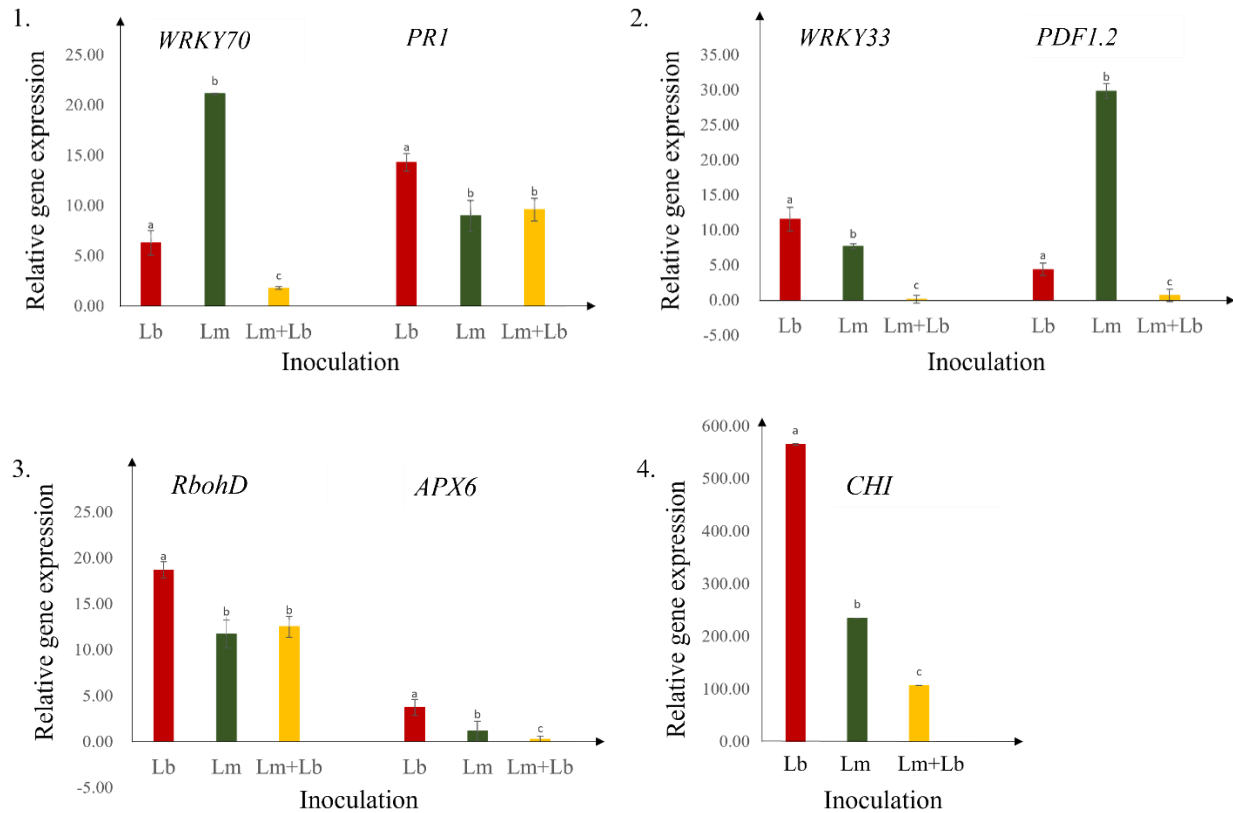 1.
WRKY70 PR1
Relative gene expression
25.00
20.00
15.00
10.00
5.00
0.00
a b c a b b
Lb Lm Lm+Lb Lb Lm Lm+Lb
Inoculation
2.
WRKY33 PDF1.2
Relative gene expression
35.00
30.00
25.00
20.00
15.00
10.00
5.00
0.00
-5.00
a b c a b c
Lb Lm Lm+Lb Lb Lm Lm+Lb
Inoculation
3.
RbohD APX6
Relative gene expression
25.00
20.00
15.00
10.00
5.00
0.00
-5.00
a b b a b c
Lb Lm Lm+Lb Lb Lm Lm+Lb
Inoculation
4.
CHI
Relative gene expression
600.00
500.00
400.00
300.00
200.00
100.00
0.00
a b c
Lb Lm Lm+Lb
Inoculation